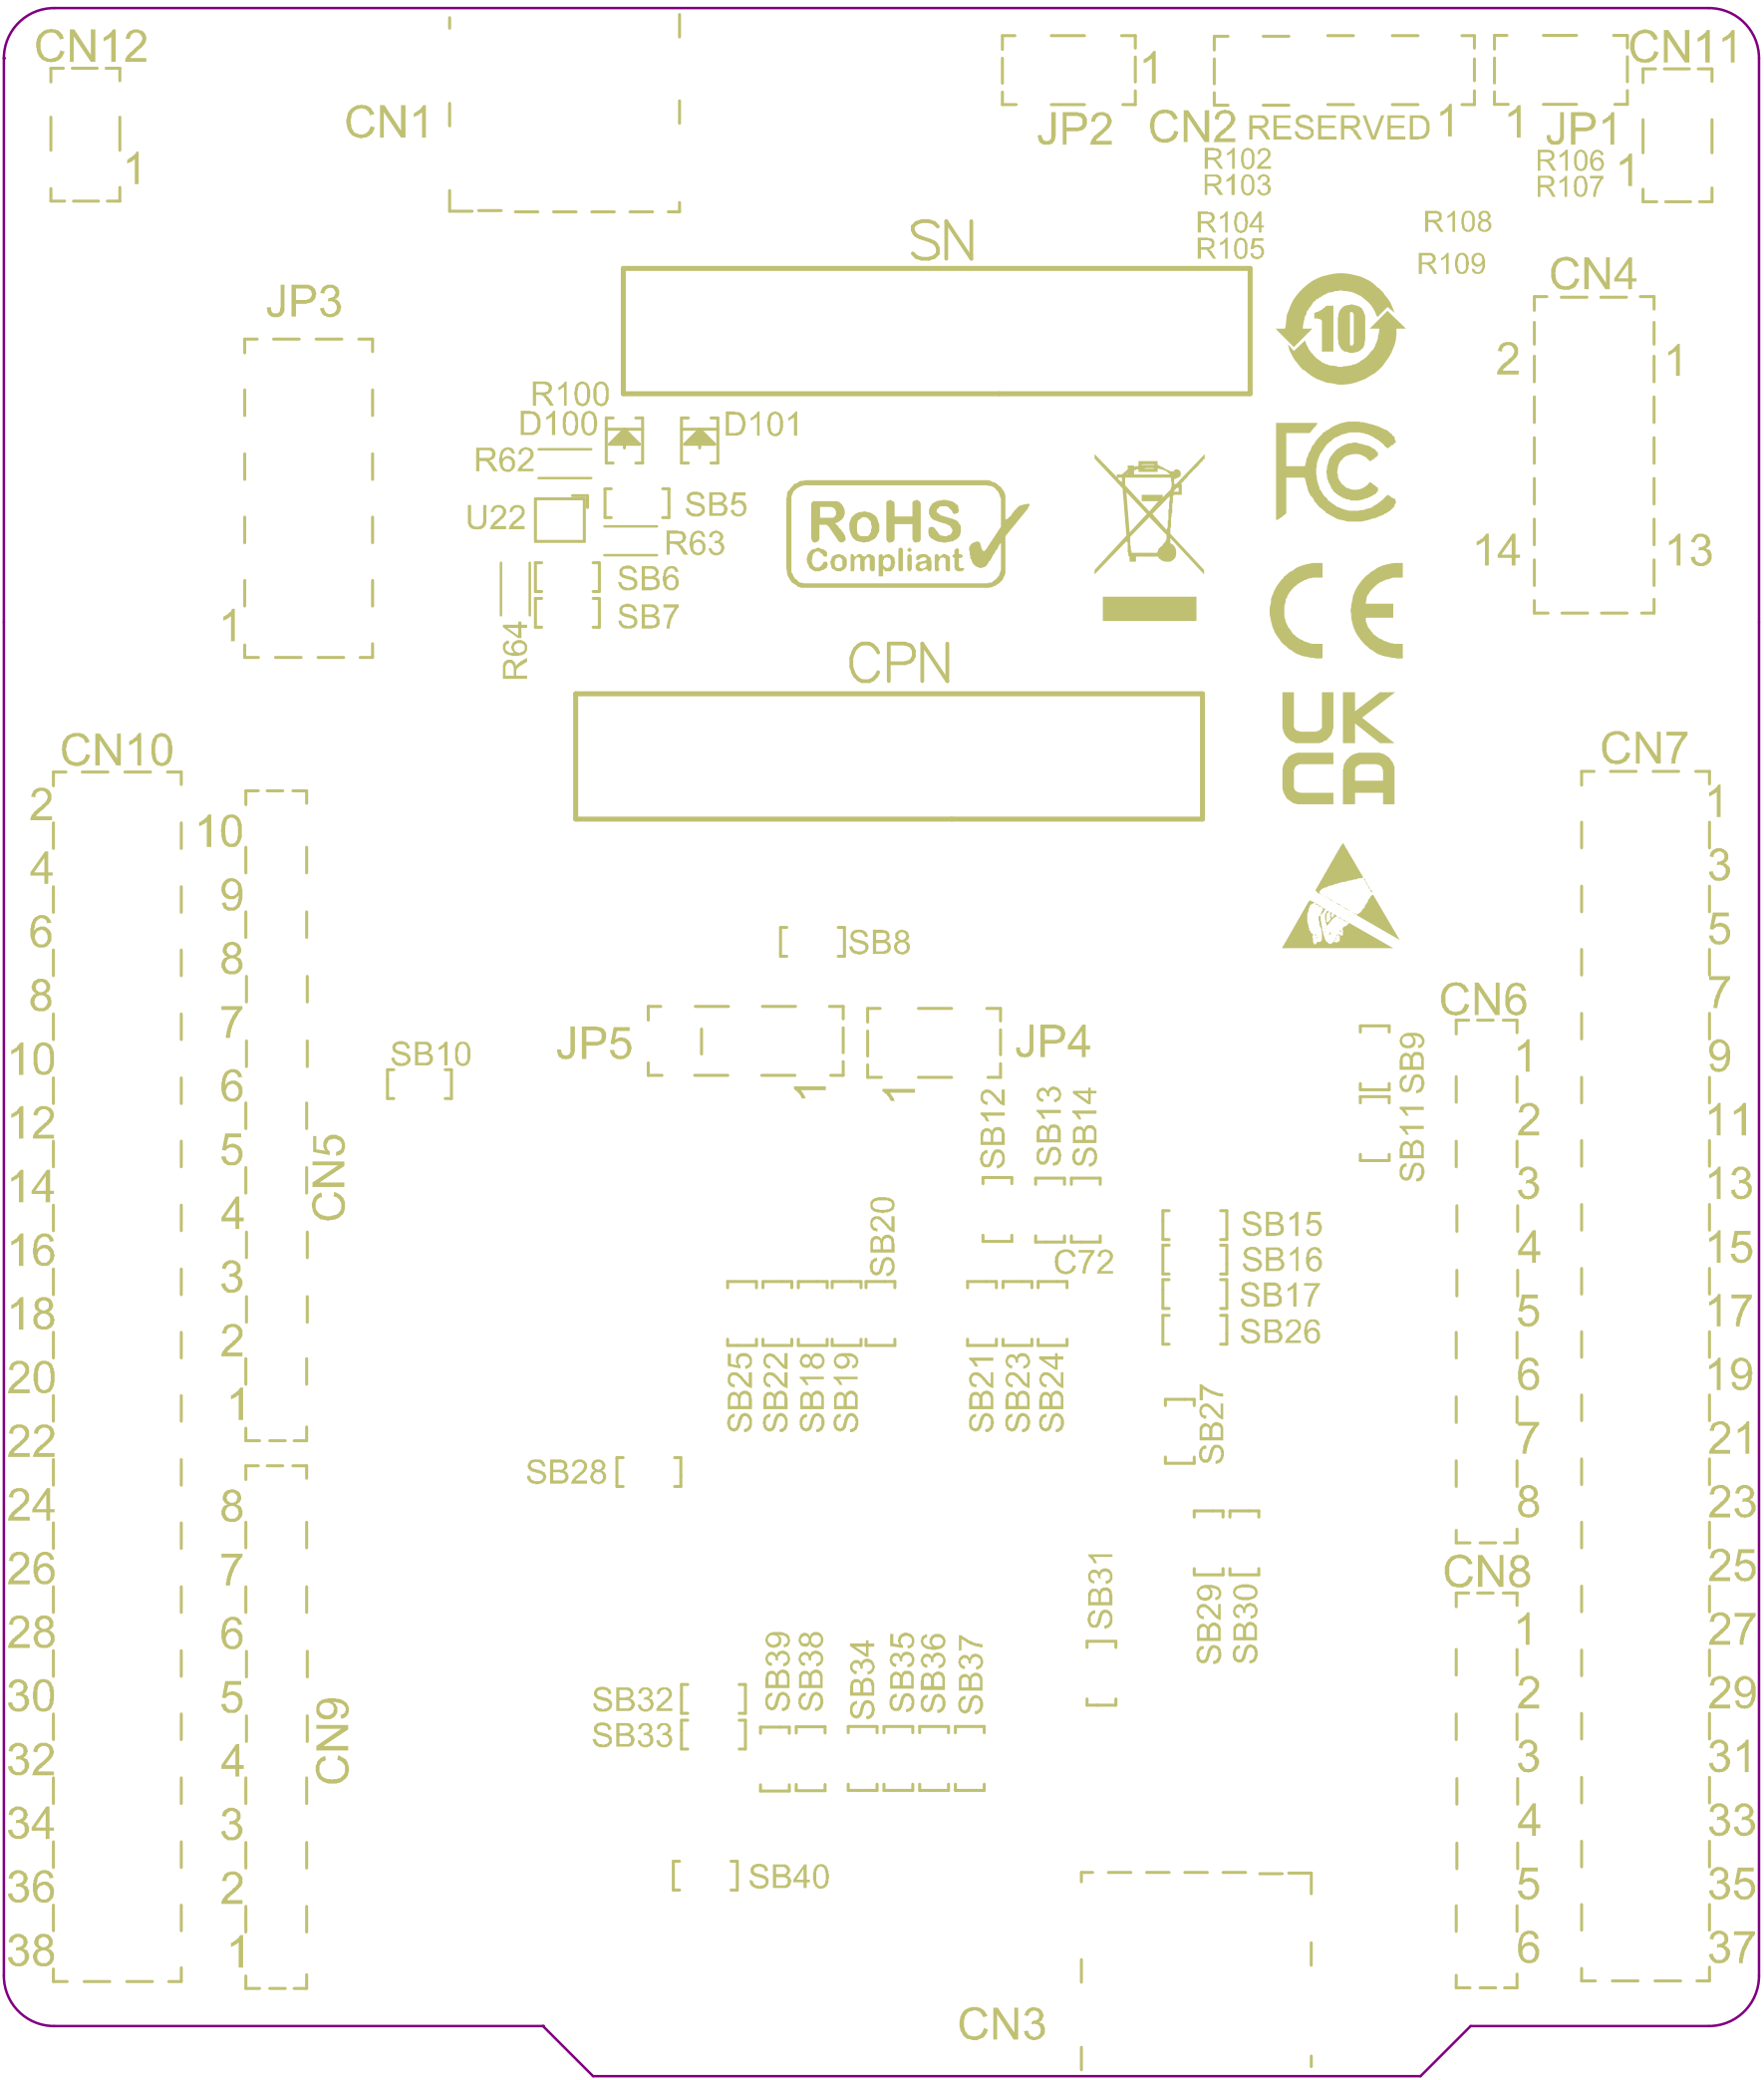 CN12
CN1
1
JP2
1
CN2 RESERVED 1
1 JP1
CN11
1
R102
R103
R104
R105
R106
R107
R108
R109
SN
JP3
1
10
CN4
2 1
14 13
R100
D100
D101
R62
U22
SB5
R63
SB6
SB7
R64
RoHS
Compliant
FC
CE
CPN
UK
CA
CN10
2
4
6
8
10
12
14
16
18
20
22
24
26
28
30
32
34
36
38
10
9
8
7
6
5
4
3
2
1
CN5
8
7
6
5
4
3
2
1
CN9
SB8
SB10
JP5
1
JP4
1
SB12
SB13
SB14
SB9
SB11
SB20
C72
SB15
SB16
SB17
SB26
SB25
SB22
SB18
SB19
SB21
SB23
SB24
SB27
SB28
SB29
SB30
SB31
SB39
SB38
SB34
SB35
SB36
SB37
SB32
SB33
SB40
CN6
1
2
3
4
5
6
7
8
CN8
1
2
3
4
5
6
CN7
1
3
5
7
9
11
13
15
17
19
21
23
25
27
29
31
33
35
37
CN3